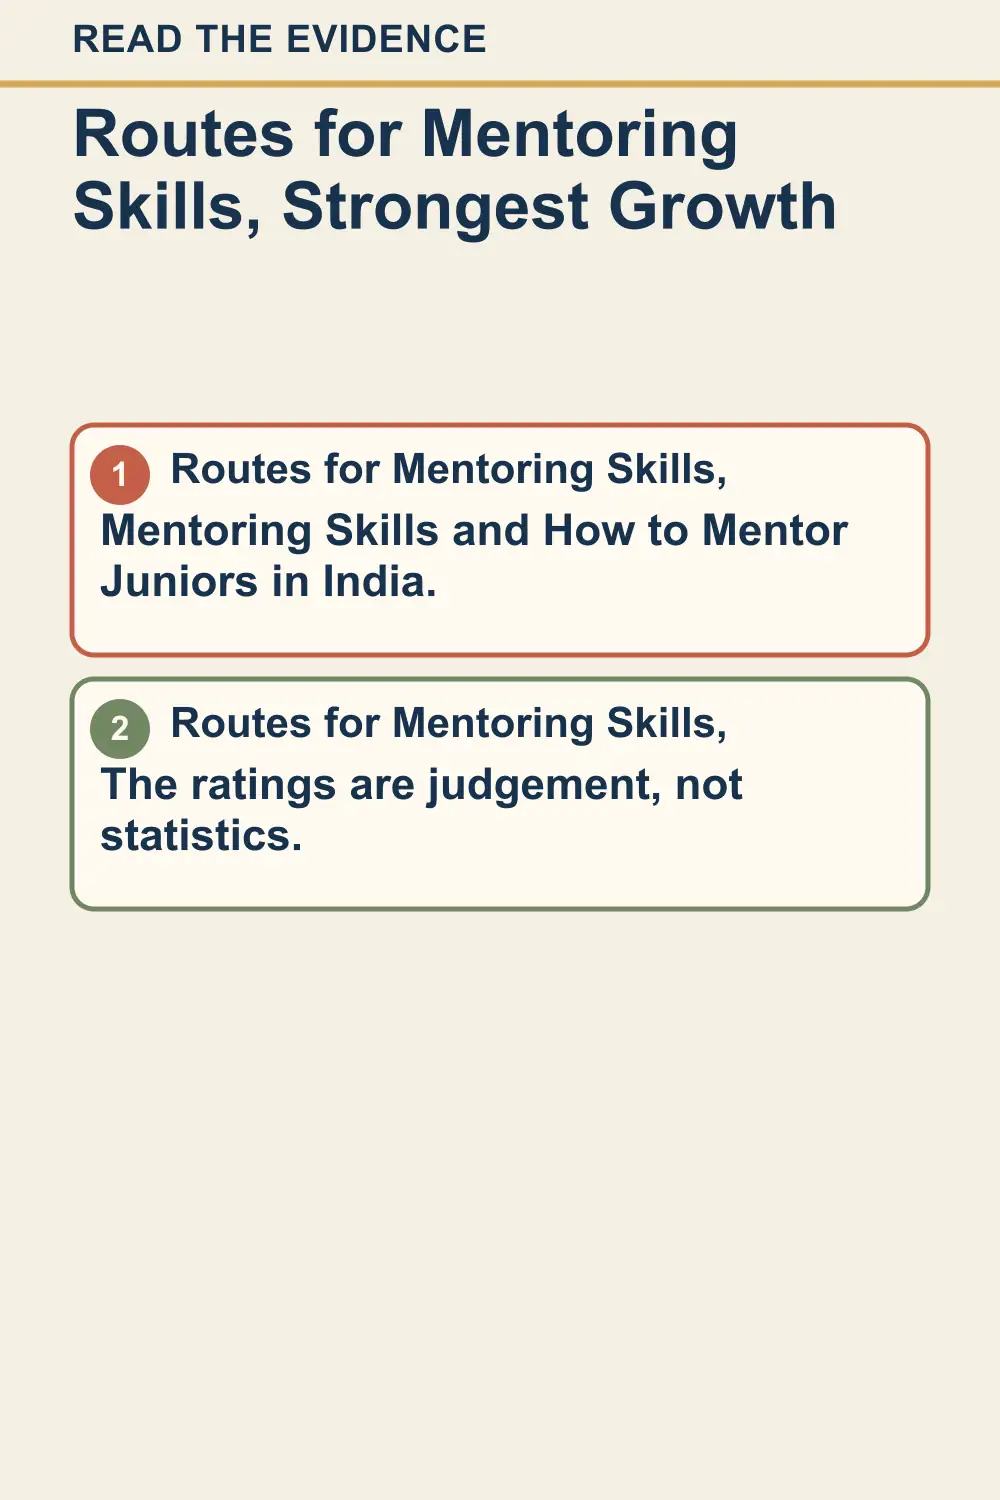 READ THE EVIDENCE
Routes for Mentoring
Skills, Strongest Growth
1 Routes for Mentoring Skills,
Mentoring Skills and How to Mentor
Juniors in India.
2 Routes for Mentoring Skills,
The ratings are judgement, not
statistics.